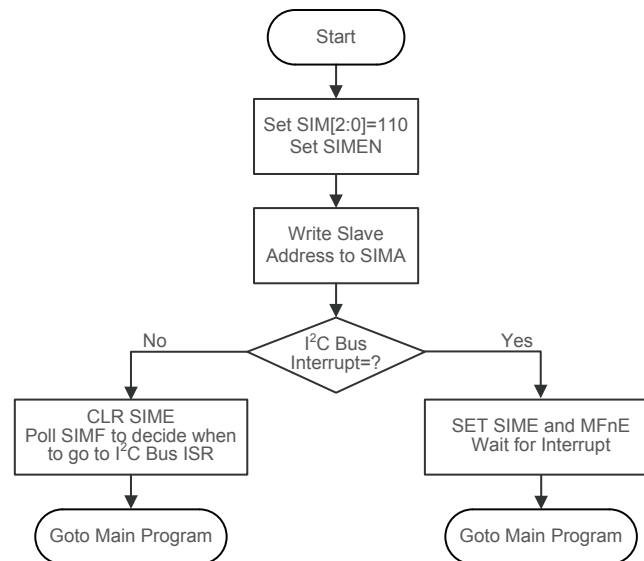 Start
Set SIM[2:0]=110
Set SIMEN
Write Slave
Address to SIMA
I²C Bus
Interrupt=?
No
Yes
CLR SIME
Poll SIMF to decide when
to go to I²C Bus ISR
SET SIME and MFnE
Wait for Interrupt
Goto Main Program
Goto Main Program